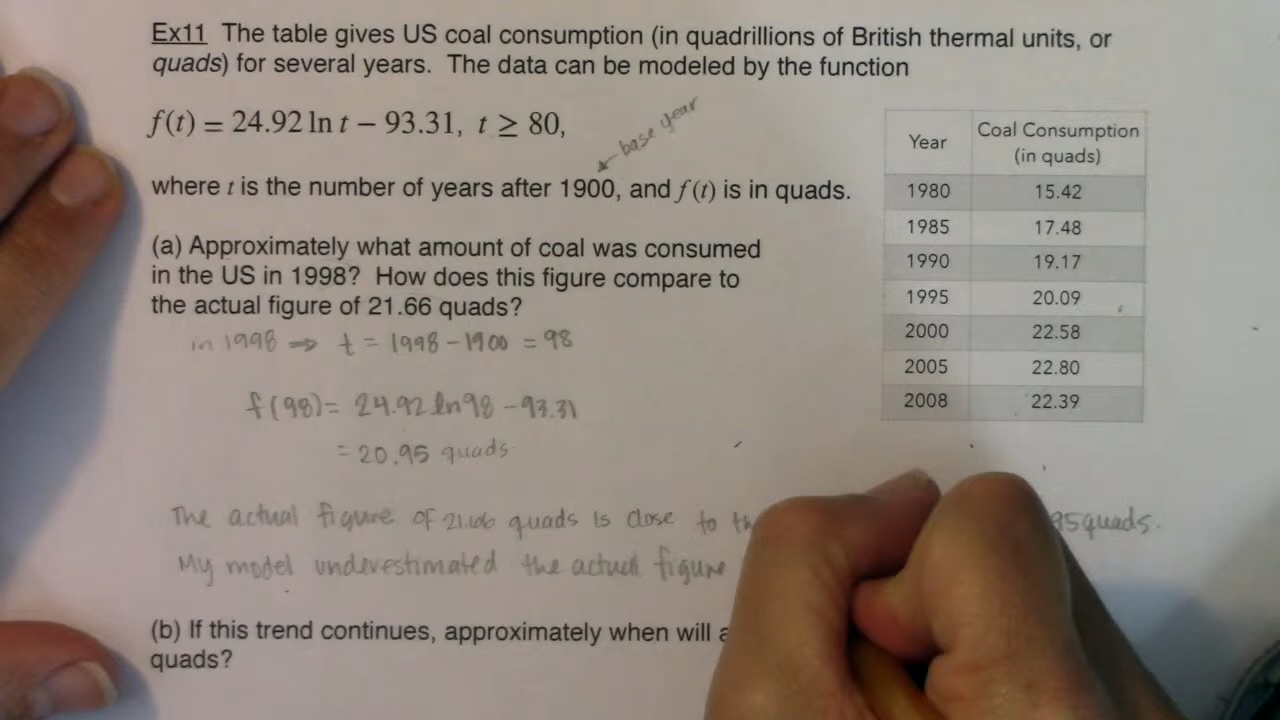 Ex11 The table gives US coal consumption (in quadrillions of British thermal units, or
quads) for several years. The data can be modeled by the function
f(t) = 24.92 ln t − 93.31, t ≥ 80,
base year
where t is the number of years after 1900, and f(t) is in quads.
(a) Approximately what amount of coal was consumed
in the US in 1998? How does this figure compare to
the actual figure of 21.66 quads?
in 1998 ⇒ t = 1998 − 1900 = 98
f(98) = 24.92 ln 98 − 93.31
= 20.95 quads
Year Coal Consumption
(in quads)
1980 15.42
1985 17.48
1990 19.17
1995 20.09
2000 22.58
2005 22.80
2008 22.39
The actual figure of 21.66 quads is close to th 95 quads.
My model underestimated the actual figure
(b) If this trend continues, approximately when will a
quads?